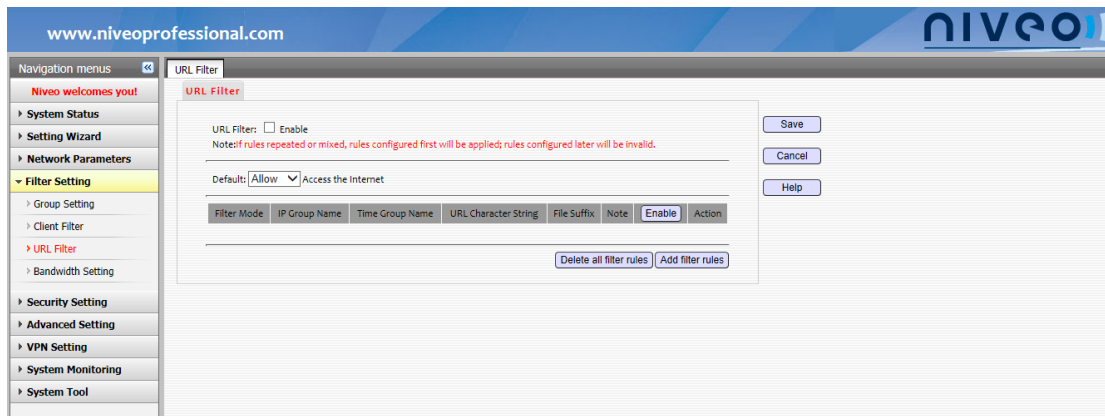 www.niveoprofessional.com
niveo
Navigation menus
URL Filter
Niveo welcomes you!
URL Filter
System Status
Setting Wizard
Network Parameters
Filter Setting
Group Setting
Client Filter
URL Filter
Bandwidth Setting
Security Setting
Advanced Setting
VPN Setting
System Monitoring
System Tool
URL Filter: Enable
Note:If rules repeated or mixed, rules configured first will be applied; rules configured later will be invalid.
Default: Allow Access the Internet
Filter Mode IP Group Name Time Group Name URL Character String File Suffix Note Enable Action
Delete all filter rules Add filter rules
Save
Cancel
Help